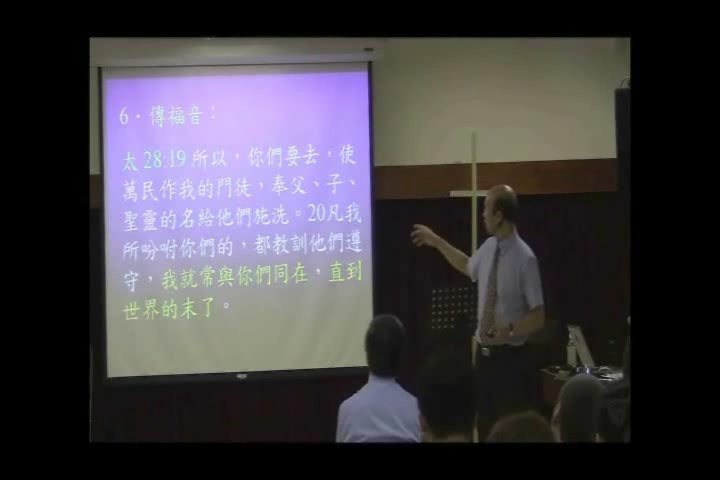 6．傳福音：
太 28:19 所以，你們要去，使
萬民作我的門徒，奉父、子、
聖靈的名給他們施洗。20凡我
所吩咐你們的，都教訓他們遵
守，我就常與你們同在，直到
世界的末了。